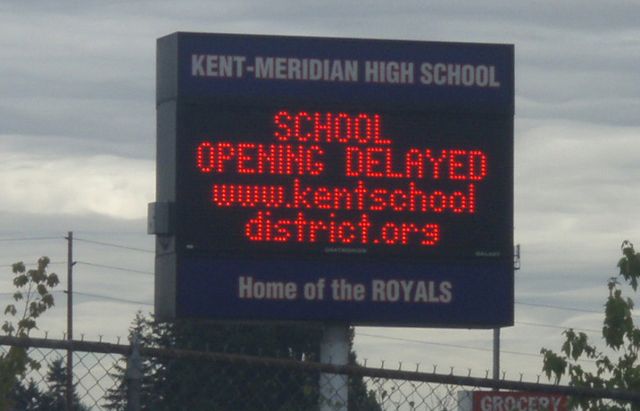 KENT-MERIDIAN HIGH SCHOOL
SCHOOL
OPENING DELAYED
www.kentschool
district.org
Home of the ROYALS
GROCERY